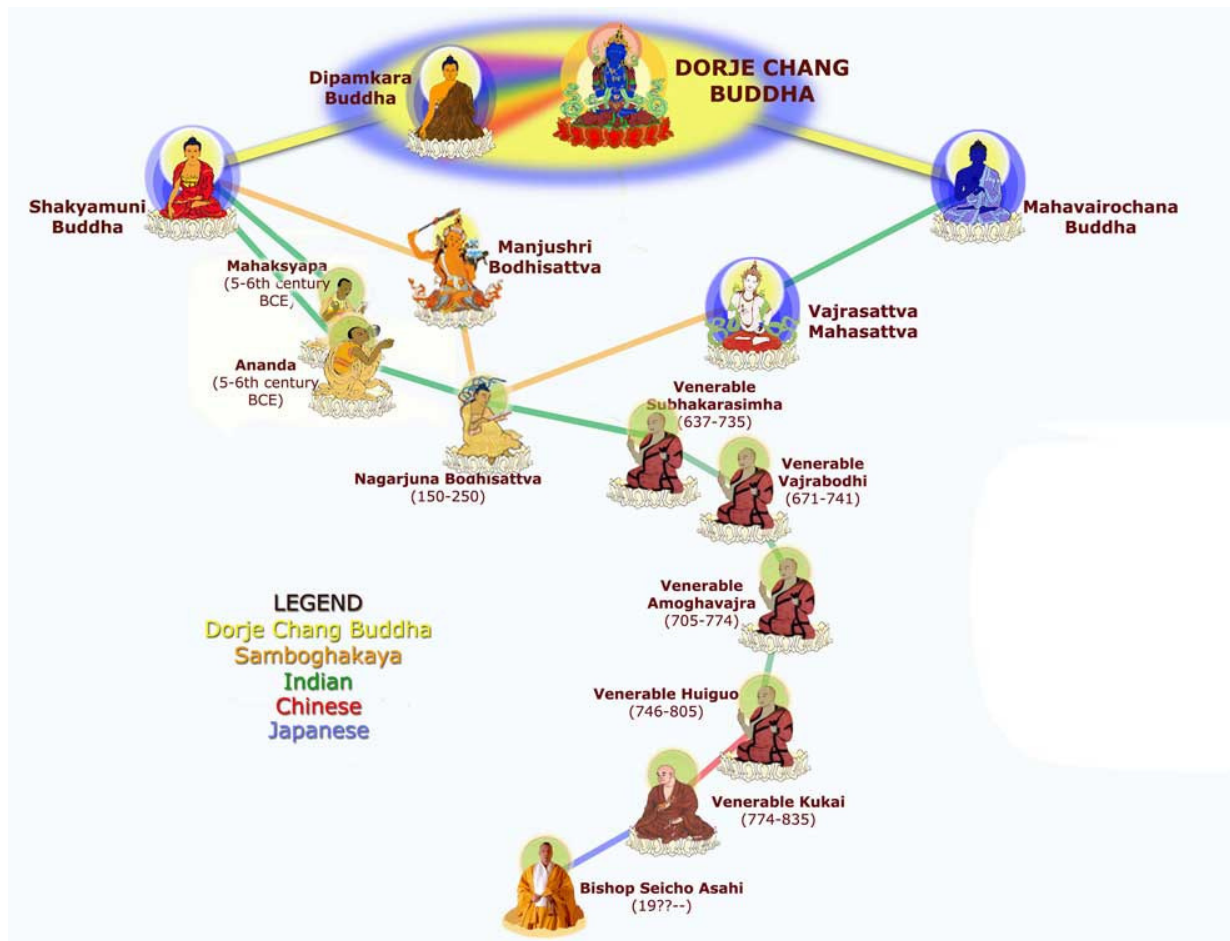 DORJE CHANG
BUDDHA
Dipamkara
Buddha
Shakyamuni
Buddha
Mahavairochana
Buddha
Manjushri
Bodhisattva
Mahaksyapa
(5-6th century
BCE)
Vajrasattva
Mahasattva
Ananda
(5-6th century
BCE)
Nagarjuna Bodhisattva
(150-250)
Venerable
Subhakarasimha
(637-735)
Venerable
Vajrabodhi
(671-741)
Venerable
Amoghavajra
(705-774)
LEGEND
Dorje Chang Buddha
Samboghakaya
Indian
Chinese
Japanese
Venerable Huiguo
(746-805)
Venerable Kukai
(774-835)
Bishop Seicho Asahi
(19??--)